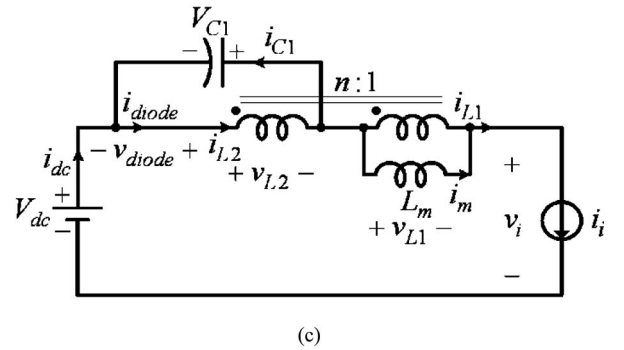 V_C1
− + i_C1
n : 1
i_diode i_L1
i_dc − v_diode + i_L2
+ v_L2 −
+ V_dc −
L_m i_m
+ v_L1 −
+ v_i −
i_i
(c)